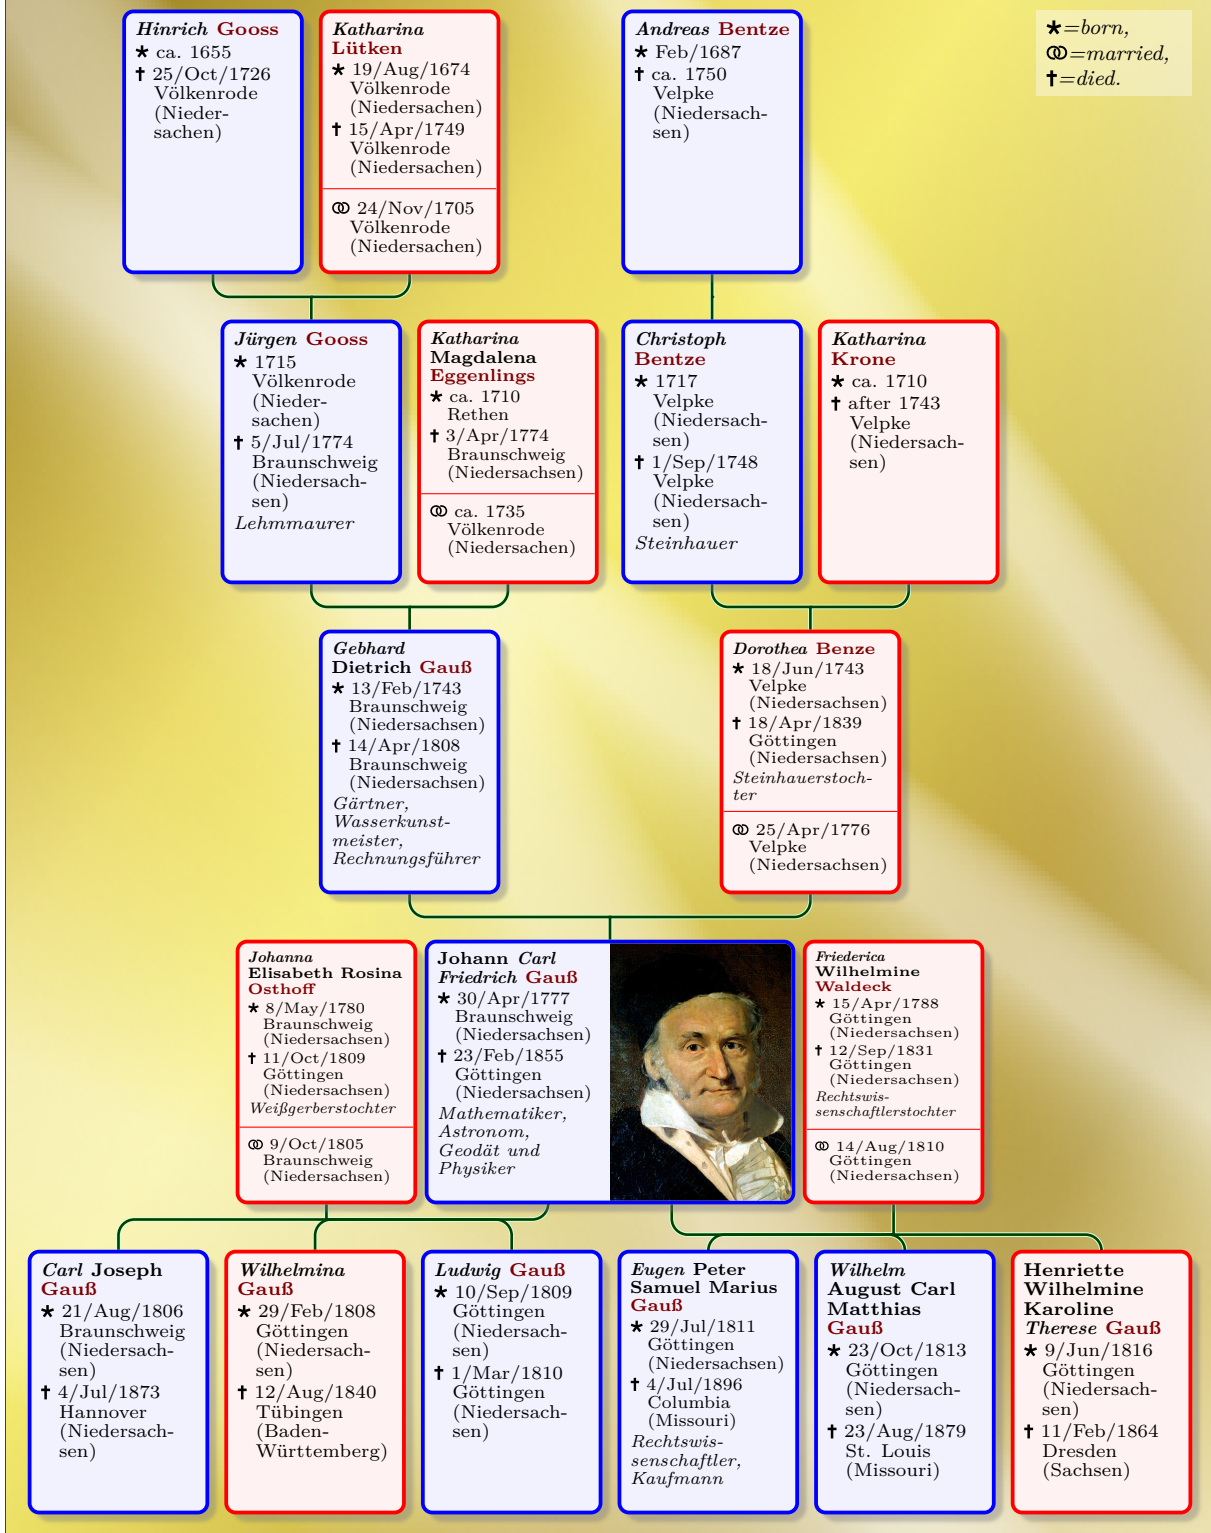 Hinrich Gooss
* ca. 1655
† 25/Oct/1726
Völkenrode
(Nieder-
sachen)
Katharina
Lütken
* 19/Aug/1674
Völkenrode
(Niedersachen)
† 15/Apr/1749
Völkenrode
(Niedersachen)
⚭ 24/Nov/1705
Völkenrode
(Niedersachen)
Andreas Bentze
* Feb/1687
† ca. 1750
Velpke
(Niedersach-
sen)
*=born,
⚭=married,
†=died.
Jürgen Gooss
* 1715
Völkenrode
(Nieder-
sachen)
† 5/Jul/1774
Braunschweig
(Niedersach-
sen)
Lehmmaurer
Katharina
Magdalena
Eggenlings
* ca. 1710
Rethen
† 3/Apr/1774
Braunschweig
(Niedersachsen)
⚭ ca. 1735
Völkenrode
(Niedersachen)
Christoph
Bentze
* 1717
Velpke
(Niedersach-
sen)
† 1/Sep/1748
Velpke
(Niedersach-
sen)
Steinhauer
Katharina
Krone
* ca. 1710
† after 1743
Velpke
(Niedersach-
sen)
Gebhard
Dietrich Gauß
* 13/Feb/1743
Braunschweig
(Niedersachsen)
† 14/Apr/1808
Braunschweig
(Niedersachsen)
Gärtner,
Wasserkunst-
meister,
Rechnungsführer
Dorothea Benze
* 18/Jun/1743
Velpke
(Niedersachsen)
† 18/Apr/1839
Göttingen
(Niedersachsen)
Steinhauerstoch-
ter
⚭ 25/Apr/1776
Velpke
(Niedersachsen)
Johanna
Elisabeth Rosina
Osthoff
* 8/May/1780
Braunschweig
(Niedersachsen)
† 11/Oct/1809
Göttingen
(Niedersachsen)
Weißgerberstochter
⚭ 9/Oct/1805
Braunschweig
(Niedersachsen)
Johann Carl
Friedrich Gauß
* 30/Apr/1777
Braunschweig
(Niedersachsen)
† 23/Feb/1855
Göttingen
(Niedersachsen)
Mathematiker,
Astronom,
Geodät und
Physiker
Friederica
Wilhelmine
Waldeck
* 15/Apr/1788
Göttingen
(Niedersachsen)
† 12/Sep/1831
Göttingen
(Niedersachsen)
Rechtswis-
senschaftlerstochter
⚭ 14/Aug/1810
Göttingen
(Niedersachsen)
Carl Joseph
Gauß
* 21/Aug/1806
Braunschweig
(Niedersach-
sen)
† 4/Jul/1873
Hannover
(Niedersach-
sen)
Wilhelmina
Gauß
* 29/Feb/1808
Göttingen
(Niedersach-
sen)
† 12/Aug/1840
Tübingen
(Baden-
Württemberg)
Ludwig Gauß
* 10/Sep/1809
Göttingen
(Niedersach-
sen)
† 1/Mar/1810
Göttingen
(Niedersach-
sen)
Eugen Peter
Samuel Marius
Gauß
* 29/Jul/1811
Göttingen
(Niedersachsen)
† 4/Jul/1896
Columbia
(Missouri)
Rechtswis-
senschaftler,
Kaufmann
Wilhelm
August Carl
Matthias
Gauß
* 23/Oct/1813
Göttingen
(Niedersach-
sen)
† 23/Aug/1879
St. Louis
(Missouri)
Henriette
Wilhelmine
Karoline
Therese Gauß
* 9/Jun/1816
Göttingen
(Niedersach-
sen)
† 11/Feb/1864
Dresden
(Sachsen)